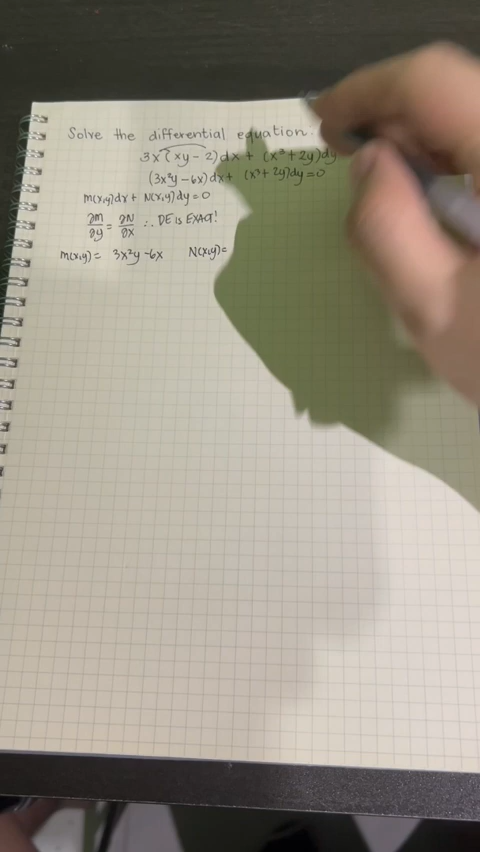 Solve the differential equation.
3x(xy - 2)dx + (x³ + 2y)dy
(3x²y - 6x)dx + (x³ + 2y)dy = 0
M(x,y)dx + N(x,y)dy = 0
∂M/∂y = ∂N/∂x ∴ DE is EXACT!
M(x,y) = 3x²y - 6x N(x,y) =